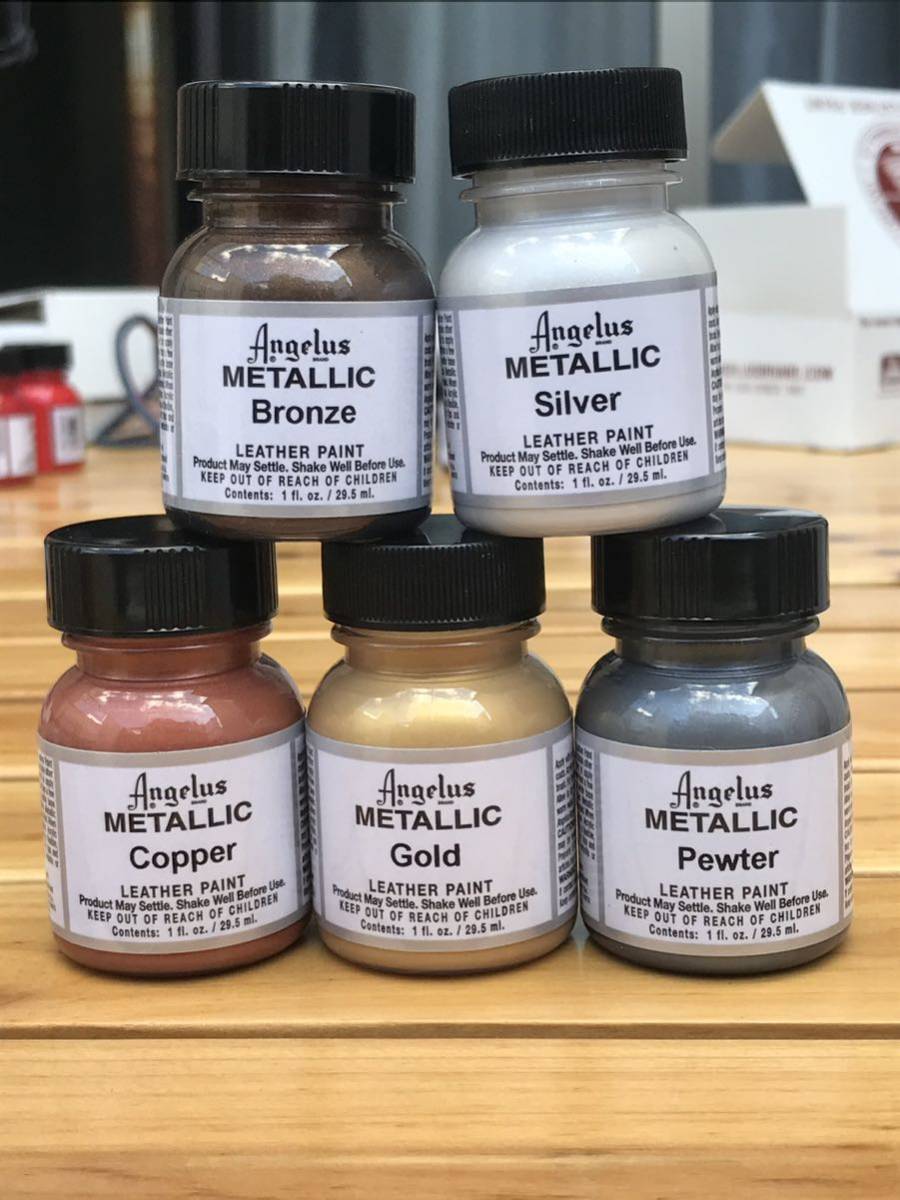 Angelus
BRAND
METALLIC
Bronze
LEATHER PAINT
Product May Settle. Shake Well Before Use.
KEEP OUT OF REACH OF CHILDREN
Contents: 1 fl. oz. / 29.5 ml.
Angelus
BRAND
METALLIC
Silver
LEATHER PAINT
Product May Settle. Shake Well Before Use.
KEEP OUT OF REACH OF CHILDREN
Contents: 1 fl. oz. / 29.5 ml.
Angelus
BRAND
METALLIC
Copper
LEATHER PAINT
Product May Settle. Shake Well Before Use.
KEEP OUT OF REACH OF CHILDREN
Contents: 1 fl. oz. / 29.5 ml.
Angelus
BRAND
METALLIC
Gold
LEATHER PAINT
Product May Settle. Shake Well Before Use.
KEEP OUT OF REACH OF CHILDREN
Contents: 1 fl. oz. / 29.5 ml.
Angelus
BRAND
METALLIC
Pewter
LEATHER PAINT
Product May Settle. Shake Well Before Use.
KEEP OUT OF REACH OF CHILDREN
Contents: 1 fl. oz. / 29.5 ml.